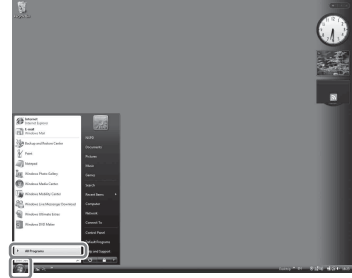 Internet
Internet Explorer
E-mail
Windows Mail
Backup and Restore Center
Paint
Notepad
Windows Photo Gallery
Windows Media Center
Windows Mobility Center
Windows Live Messenger Download
Windows Ultimate Extras
Windows DVD Maker
All Programs
Documents
Pictures
Music
Games
Search
Recent Items
Computer
Network
Connect To
Control Panel
Default Programs
Help and Support